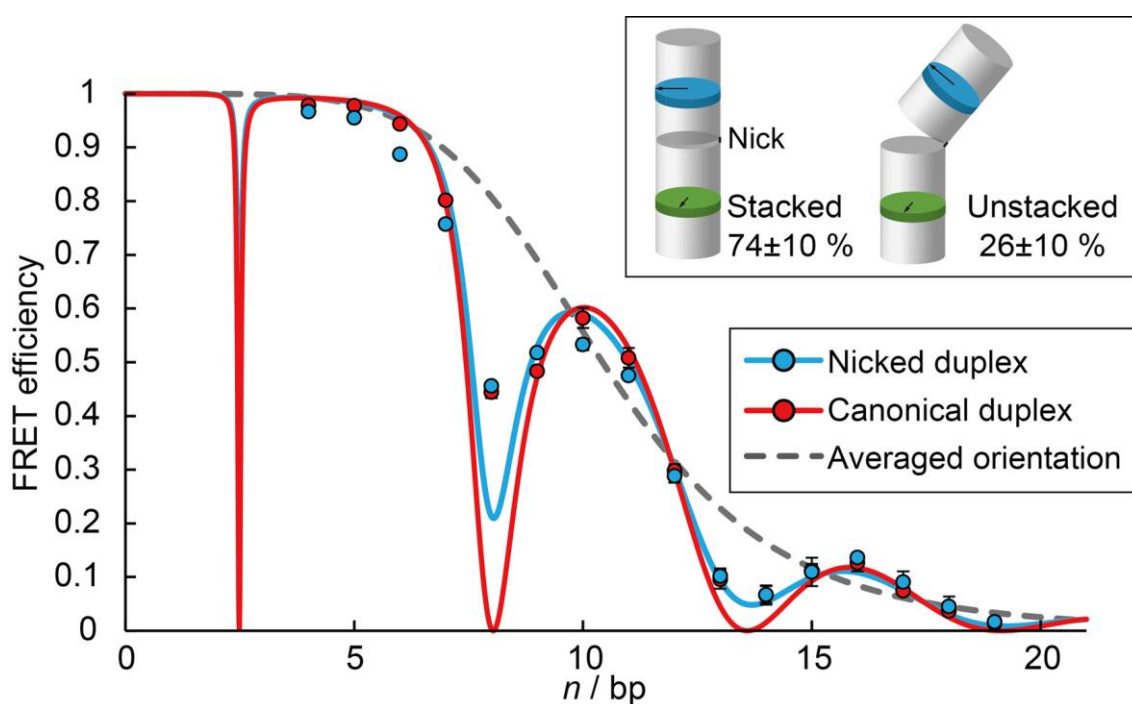 Nick
Stacked
74±10 %
Unstacked
26±10 %
Nicked duplex
Canonical duplex
Averaged orientation
FRET efficiency
1
0.9
0.8
0.7
0.6
0.5
0.4
0.3
0.2
0.1
0
0 5 10 15 20
n / bp